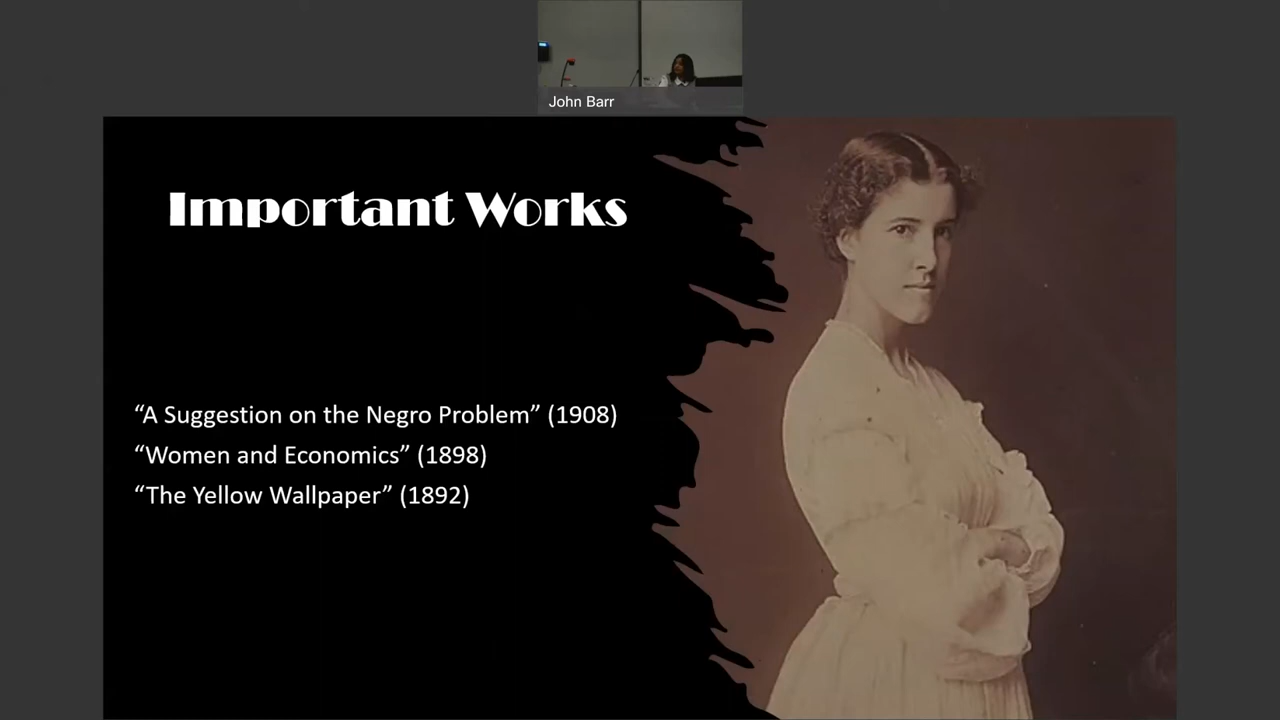 John Barr
Important Works
“A Suggestion on the Negro Problem” (1908)
“Women and Economics” (1898)
“The Yellow Wallpaper” (1892)